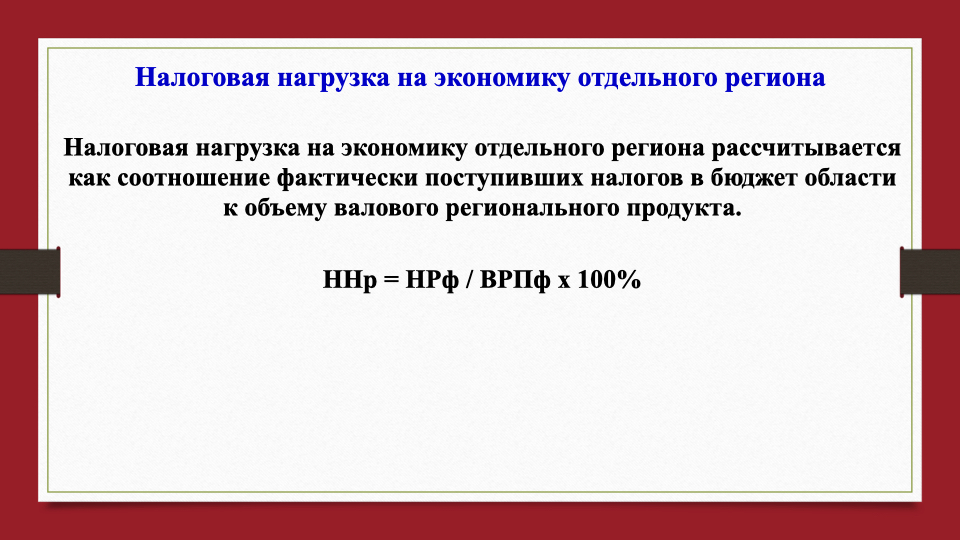 Налоговая нагрузка на экономику отдельного региона
Налоговая нагрузка на экономику отдельного региона рассчитывается
как соотношение фактически поступивших налогов в бюджет области
к объему валового регионального продукта.
ННр = НРф / ВРПф х 100%